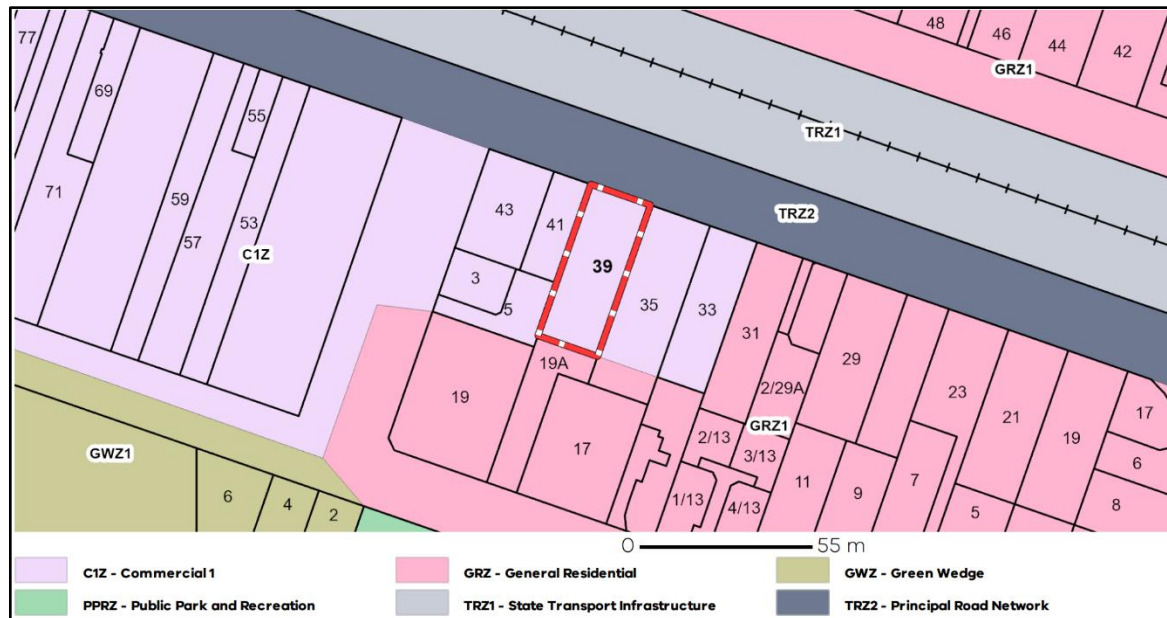 77
69
55
71
59
57
53
C1Z
43
41
3
5
39
35
33
31
19A
19
17
2/29A
29
GRZ1
2/13
3/13
1/13
4/13
11
9
7
23
21
19
17
6
8
5
48
46
44
42
GRZ1
TRZ1
TRZ2
GWZ1
6
4
2
0 55 m
C1Z - Commercial 1
GRZ - General Residential
GWZ - Green Wedge
PPRZ - Public Park and Recreation
TRZ1 - State Transport Infrastructure
TRZ2 - Principal Road Network